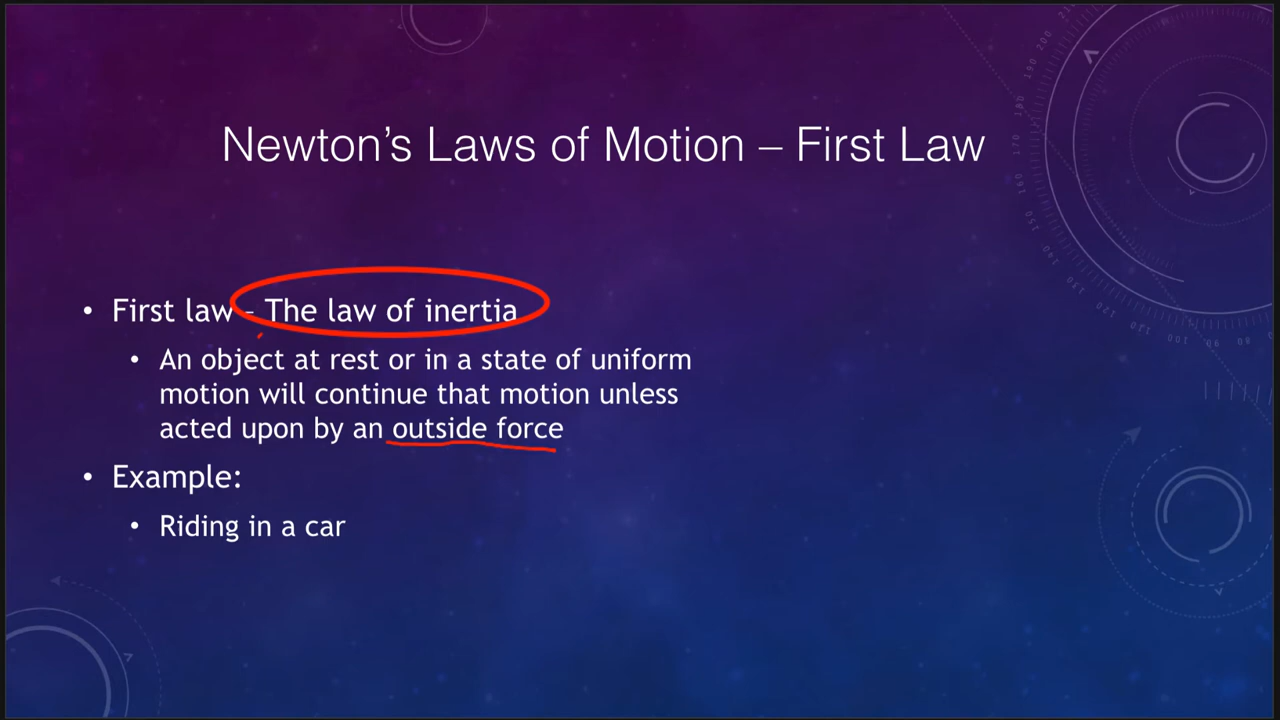 Newton’s Laws of Motion – First Law
• First law – The law of inertia
• An object at rest or in a state of uniform
motion will continue that motion unless
acted upon by an outside force
• Example:
• Riding in a car